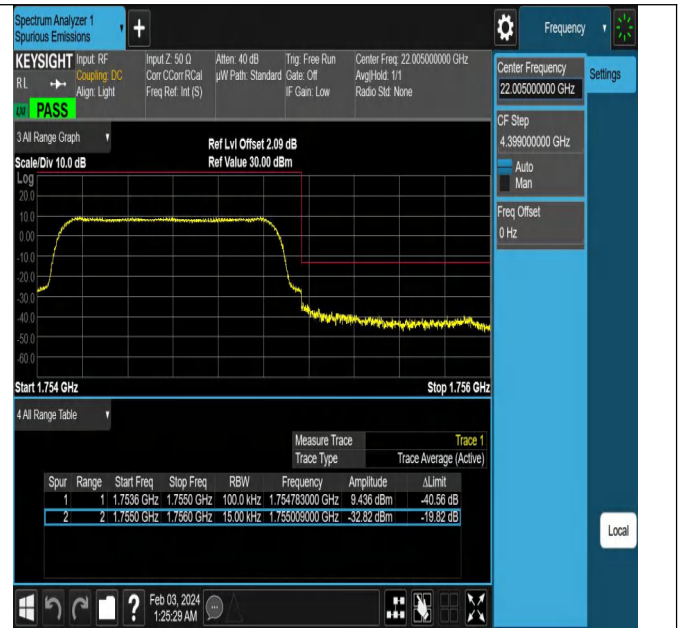 Spectrum Analyzer 1
Spurious Emissions
Frequency
KEYSIGHT Input: RF Input Z: 50 Ω Atten: 40 dB Trig: Free Run Center Freq: 22.005000000 GHz
RL Coupling: DC Corr CCorr RCal µW Path: Standard Gate: Off Avg|Hold: 1/1
Align: Light Freq Ref: Int (S) IF Gain: Low Radio Std: None
PASS
Center Frequency
22.005000000 GHz
Settings
CF Step
4.399000000 GHz
Auto
Man
Freq Offset
0 Hz
3 All Range Graph
Ref Lvl Offset 2.09 dB
Scale/Div 10.0 dB Ref Value 30.00 dBm
Log
20.0
10.0
0.00
-10.0
-20.0
-30.0
-40.0
-50.0
-60.0
Start 1.754 GHz Stop 1.756 GHz
4 All Range Table
Measure Trace Trace 1
Trace Type Trace Average (Active)
Spur Range Start Freq Stop Freq RBW Frequency Amplitude ΔLimit
1 1 1.7536 GHz 1.7550 GHz 100.0 kHz 1.754783000 GHz 9.436 dBm -40.56 dB
2 2 1.7550 GHz 1.7560 GHz 15.00 kHz 1.755009000 GHz -32.82 dBm -19.82 dB
Local
?
Feb 03, 2024
1:25:29 AM